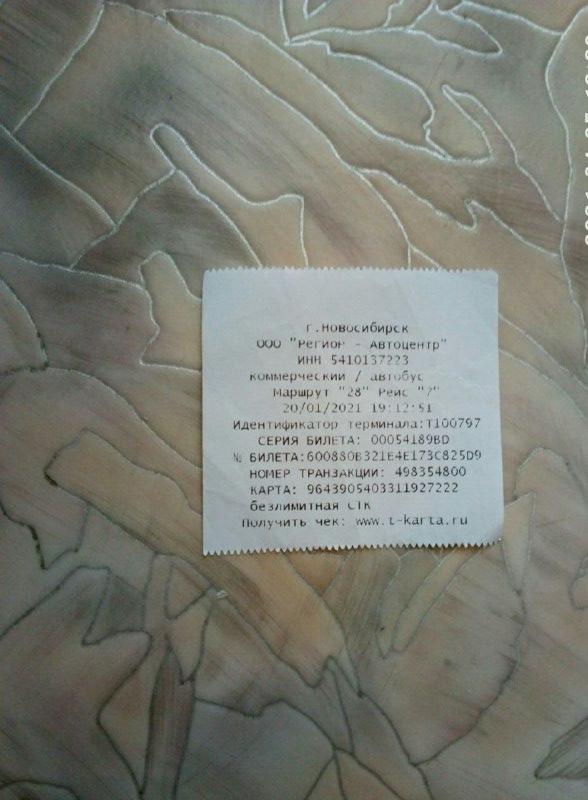 г.Новосибирск
ООО "Регион - Автоцентр"
ИНН 5410137223
коммерческий / автобус
Маршрут "28" Рейс "7"
20/01/2021 19:12:51
Идентификатор терминала:Т100797
СЕРИЯ БИЛЕТА: 00054189BD
№ БИЛЕТА:600880B321E4E173C825D9
НОМЕР ТРАНЗАКЦИИ: 498354800
КАРТА: 9643905403311927222
безлимитная СТК
Получить чек: www.t-karta.ru